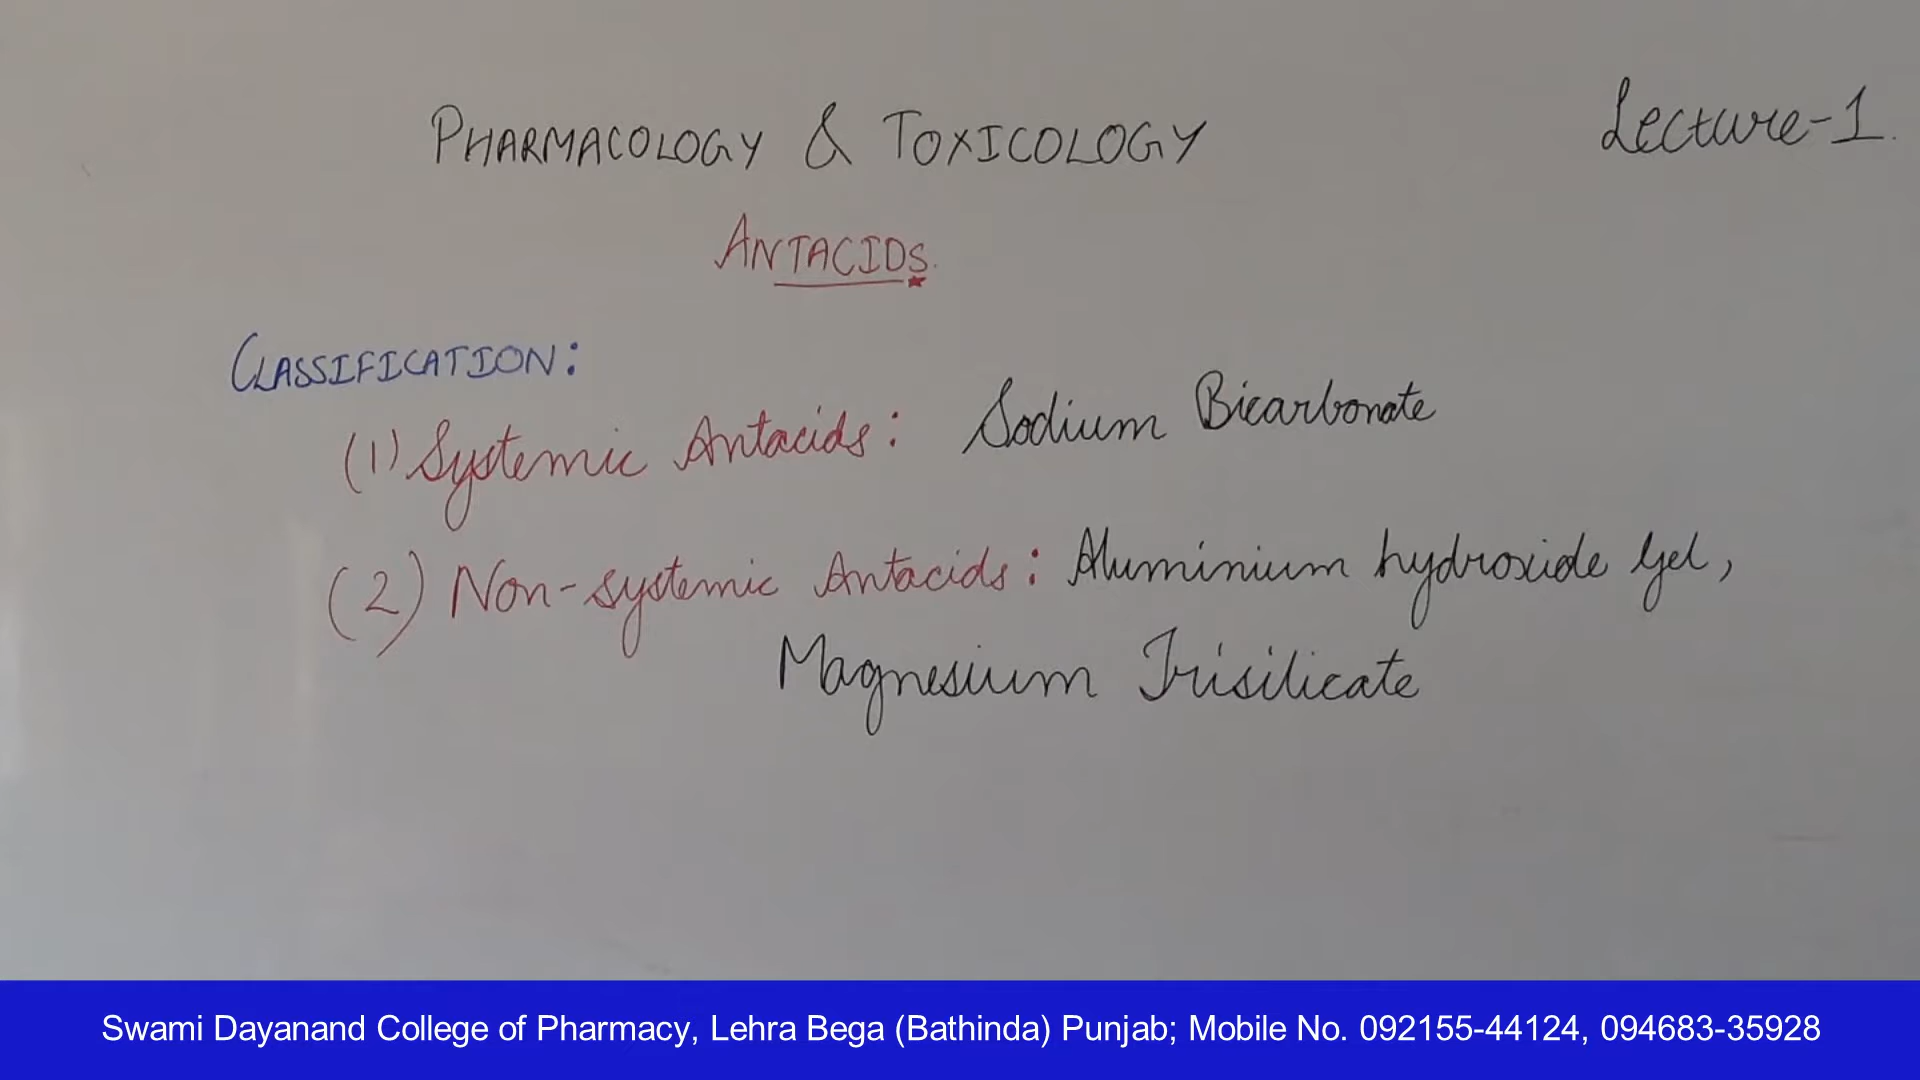 PHARMACOLOGY & TOXICOLOGY
Lecture-1.
ANTACIDS.
CLASSIFICATION:
(1) Systemic Antacids: Sodium Bicarbonate
(2) Non-systemic Antacids: Aluminium hydroxide Gel,
Magnesium Trisilicate
Swami Dayanand College of Pharmacy, Lehra Bega (Bathinda) Punjab; Mobile No. 092155-44124, 094683-35928